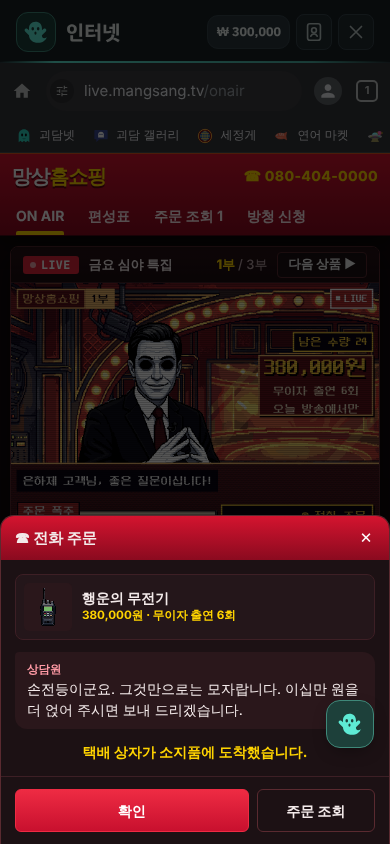 인터넷
₩ 300,000
live.mangsang.tv/onair
1
괴담넷
괴담 갤러리
세정게
연어 마켓
망상홈쇼핑
☎ 080-404-0000
ON AIR
편성표
주문 조회 1
방청 신청
LIVE
금요 심야 특집
1부 / 3부
다음 상품 ▶
망상홈쇼핑 1부
LIVE
남은 수량 24
380,000원
무이자 출연 6회
오늘 방송에서만
은하제 고객님, 좋은 질문이십니다!
주문 폭주
전화 주문
☎ 전화 주문
×
행운의 무전기
380,000원 · 무이자 출연 6회
상담원
손전등이군요. 그것만으로는 모자랍니다. 이십만 원을
더 얹어 주시면 보내 드리겠습니다.
택배 상자가 소지품에 도착했습니다.
확인
주문 조회